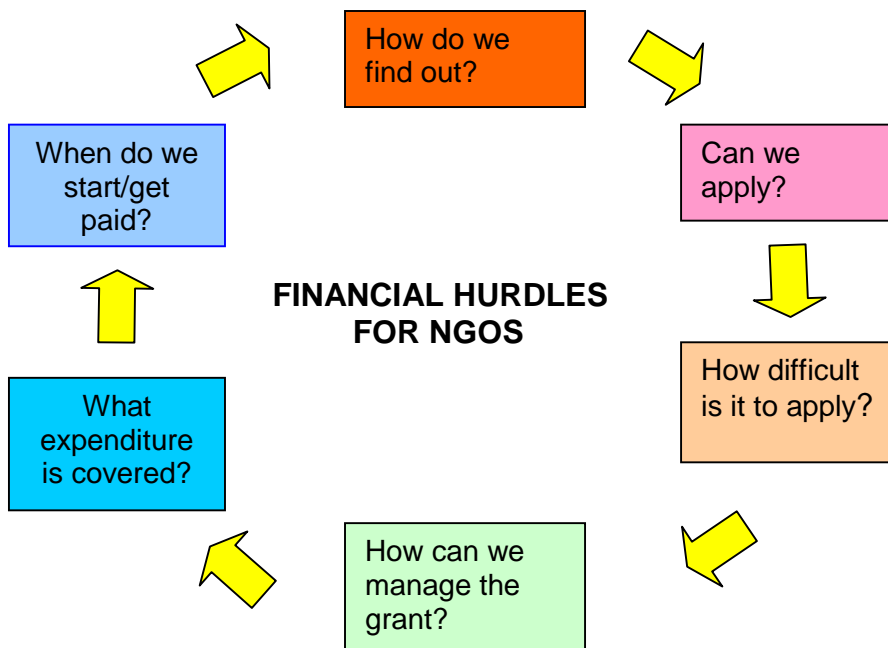 How do we
find out?
Can we
apply?
How difficult
is it to apply?
How can we
manage the
grant?
What
expenditure
is covered?
When do we
start/get
paid?
FINANCIAL HURDLES
FOR NGOS